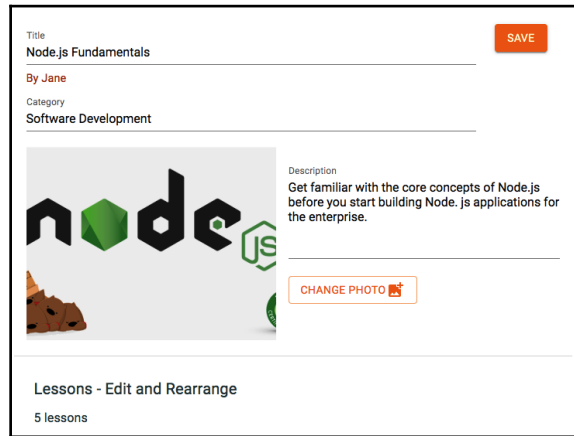 Title
Node.js Fundamentals
SAVE
By Jane
Category
Software Development
node
JS
Description
Get familiar with the core concepts of Node.js
before you start building Node. js applications for
the enterprise.
CHANGE PHOTO
Lessons - Edit and Rearrange
5 lessons